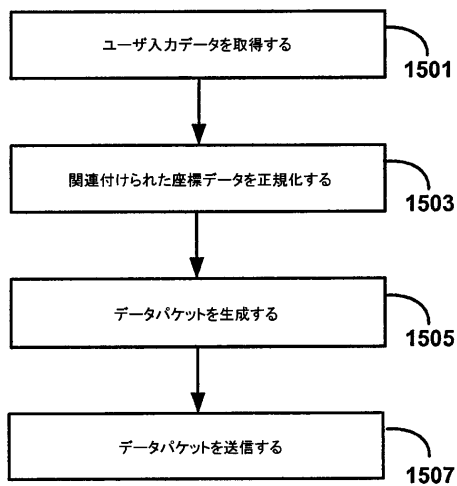 ユーザ入力データを取得する
1501
関連付けられた座標データを正規化する
1503
データパケットを生成する
1505
データパケットを送信する
1507